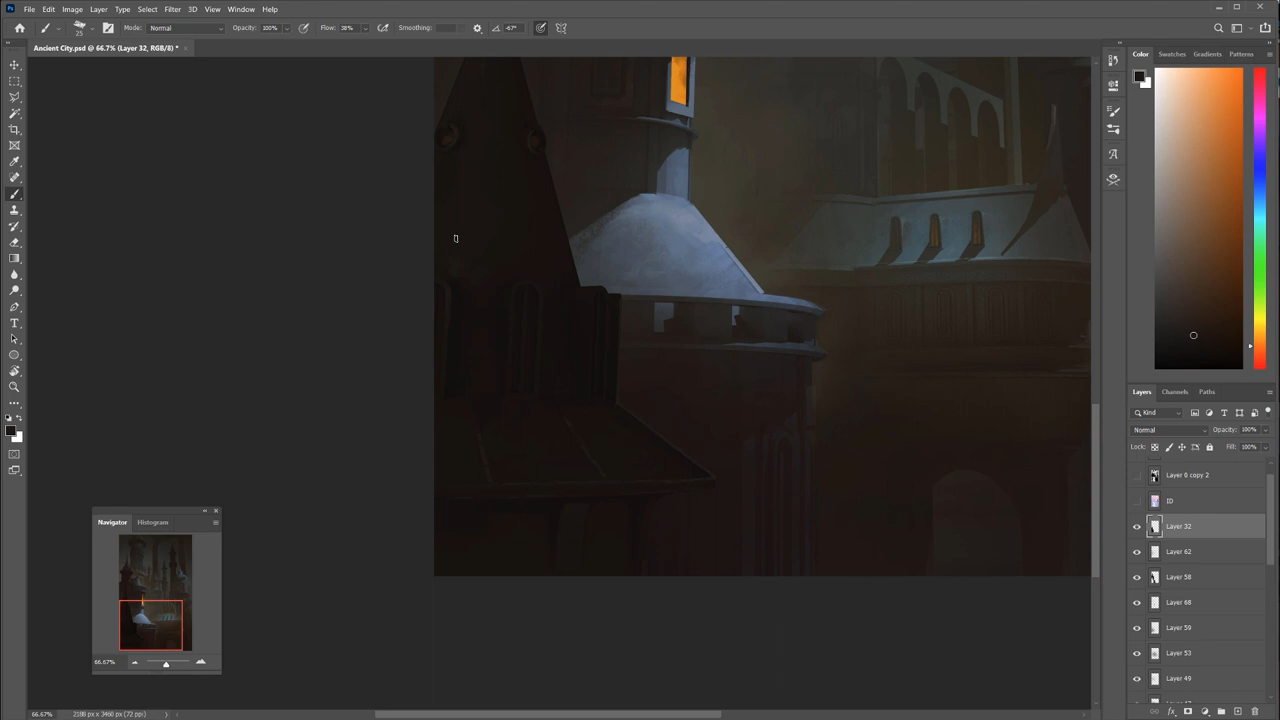 File Edit Image Layer Type Select Filter 3D View Window Help
25 Mode: Normal Opacity: 100% Flow: 38% Smoothing: -67°
Ancient City.psd @ 66.7% (Layer 32, RGB/8) *
Color Swatches Gradients Patterns
Layers Channels Paths
Kind
Normal Opacity: 100%
Lock: Fill: 100%
Layer 0 copy 2
ID
Layer 32
Layer 62
Layer 58
Layer 68
Layer 59
Layer 53
Layer 49
Navigator Histogram
66.67%
66.67% 2188 px x 3460 px (72 ppi)